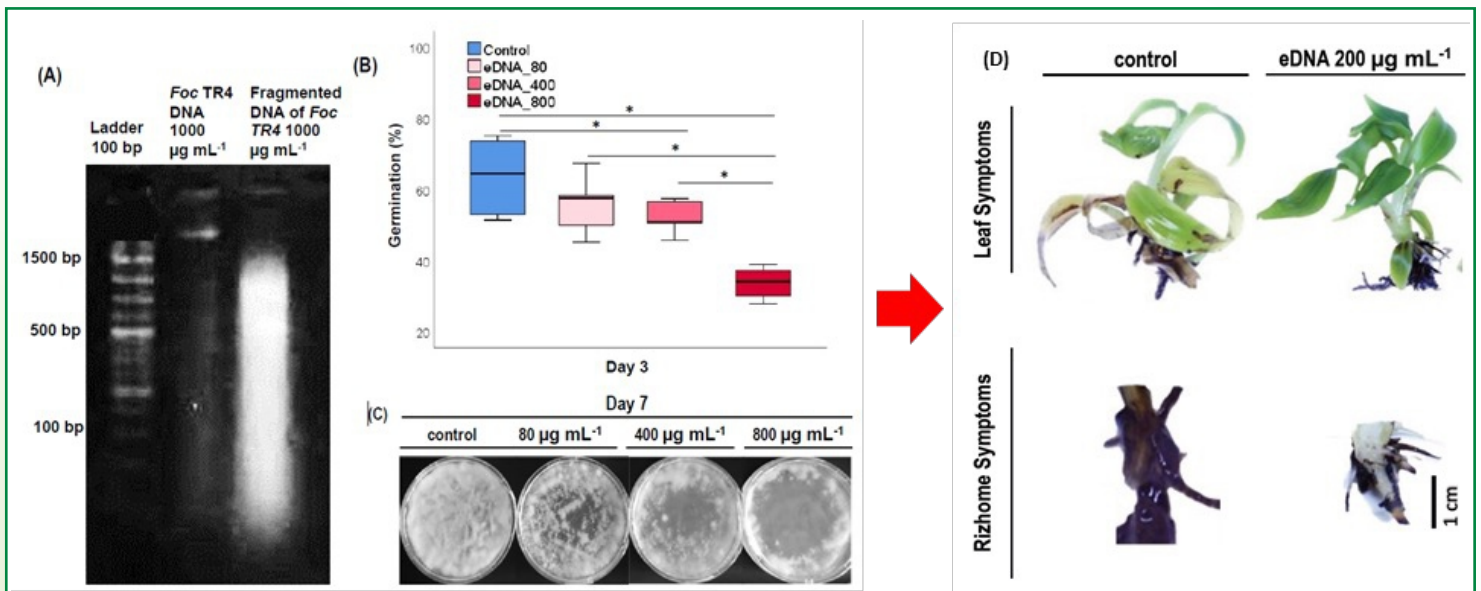 (A)
Foc TR4
DNA
1000
µg mL-1
Fragmented
DNA of Foc
TR4 1000
µg mL-1
Ladder
100 bp
1500 bp
500 bp
100 bp
(B)
Control
eDNA_80
eDNA_400
eDNA_800
Germination (%)
100
80
60
40
20
*
*
*
*
Day 3
(C)
Day 7
control
80 µg mL-1
400 µg mL-1
800 µg mL-1
(D)
control
eDNA 200 µg mL-1
Leaf Symptoms
Rizhome Symptoms
1 cm